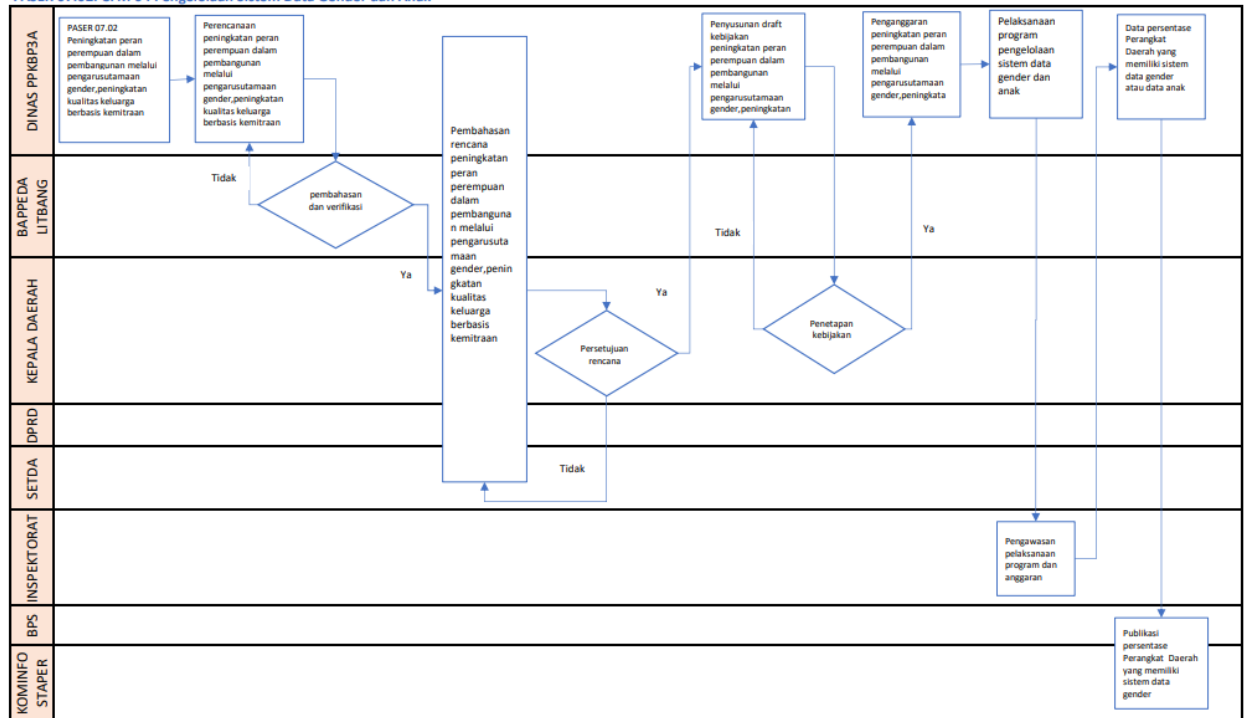 DINAS PPKBP3A
PASER 07.02
Peningkatan peran
perempuan dalam
pembangunan melalui
pengarusutamaan
gender,peningkatan
kualitas keluarga
berbasis kemitraan
Perencanaan
peningkatan peran
perempuan dalam
pembangunan
melalui
pengarusutamaan
gender,peningkatan
kualitas keluarga
berbasis kemitraan
Penyusunan draft
kebijakan
peningkatan peran
perempuan dalam
pembangunan
melalui
pengarusutamaan
gender,peningkatan
Penganggaran
peningkatan peran
perempuan dalam
pembangunan
melalui
pengarusutamaan
gender,peningkata
Pelaksanaan
program
pengelolaan
sistem data
gender dan
anak
Data persentase
Perangkat
Daerah yang
memiliki sistem
data gender
atau data anak
BAPPEDA
LITBANG
Tidak
pembahasan
dan verifikasi
Ya
Pembahasan
rencana
peningkatan
peran
perempuan
dalam
pembanguna
n melalui
pengarusuta
maan
gender,penin
gkatan
kualitas
keluarga
berbasis
kemitraan
Tidak
Ya
KEPALA DAERAH
Persetujuan
rencana
Ya
Penetapan
kebijakan
DPRD
SETDA
Tidak
INSPEKTORAT
Pengawasan
pelaksanaan
program dan
anggaran
BPS
Publikasi
persentase
Perangkat Daerah
yang memiliki
sistem data
gender
KOMINFO
STAPER